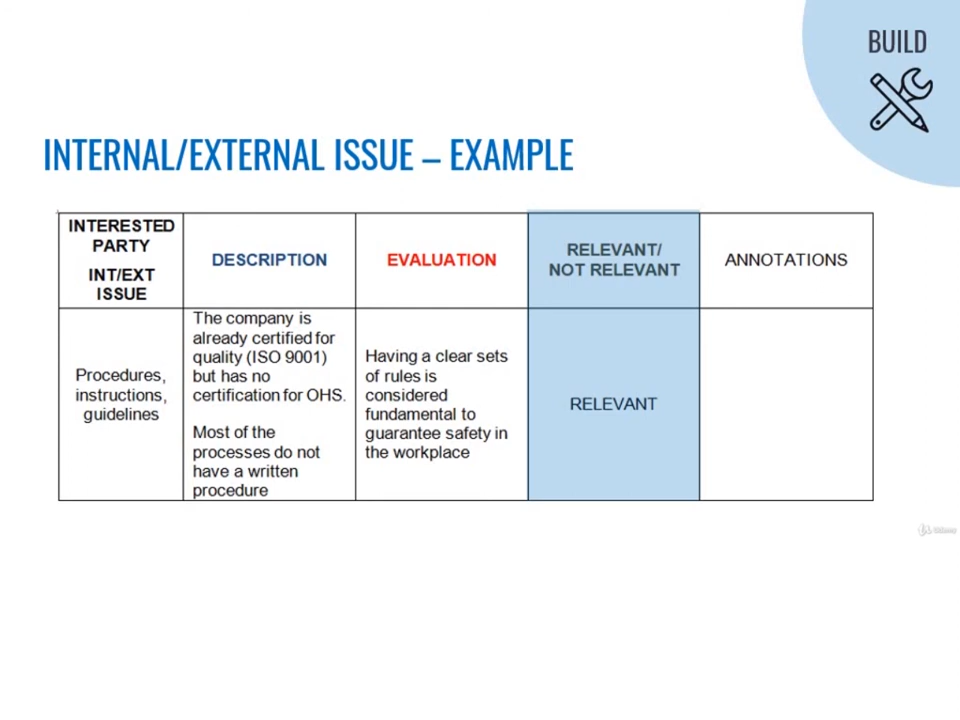 BUILD
INTERNAL/EXTERNAL ISSUE – EXAMPLE
INTERESTED
PARTY
INT/EXT
ISSUE
DESCRIPTION
EVALUATION
RELEVANT/
NOT RELEVANT
ANNOTATIONS
Procedures,
instructions,
guidelines
The company is
already certified for
quality (ISO 9001)
but has no
certification for OHS.
Most of the
processes do not
have a written
procedure
Having a clear sets
of rules is
considered
fundamental to
guarantee safety in
the workplace
RELEVANT